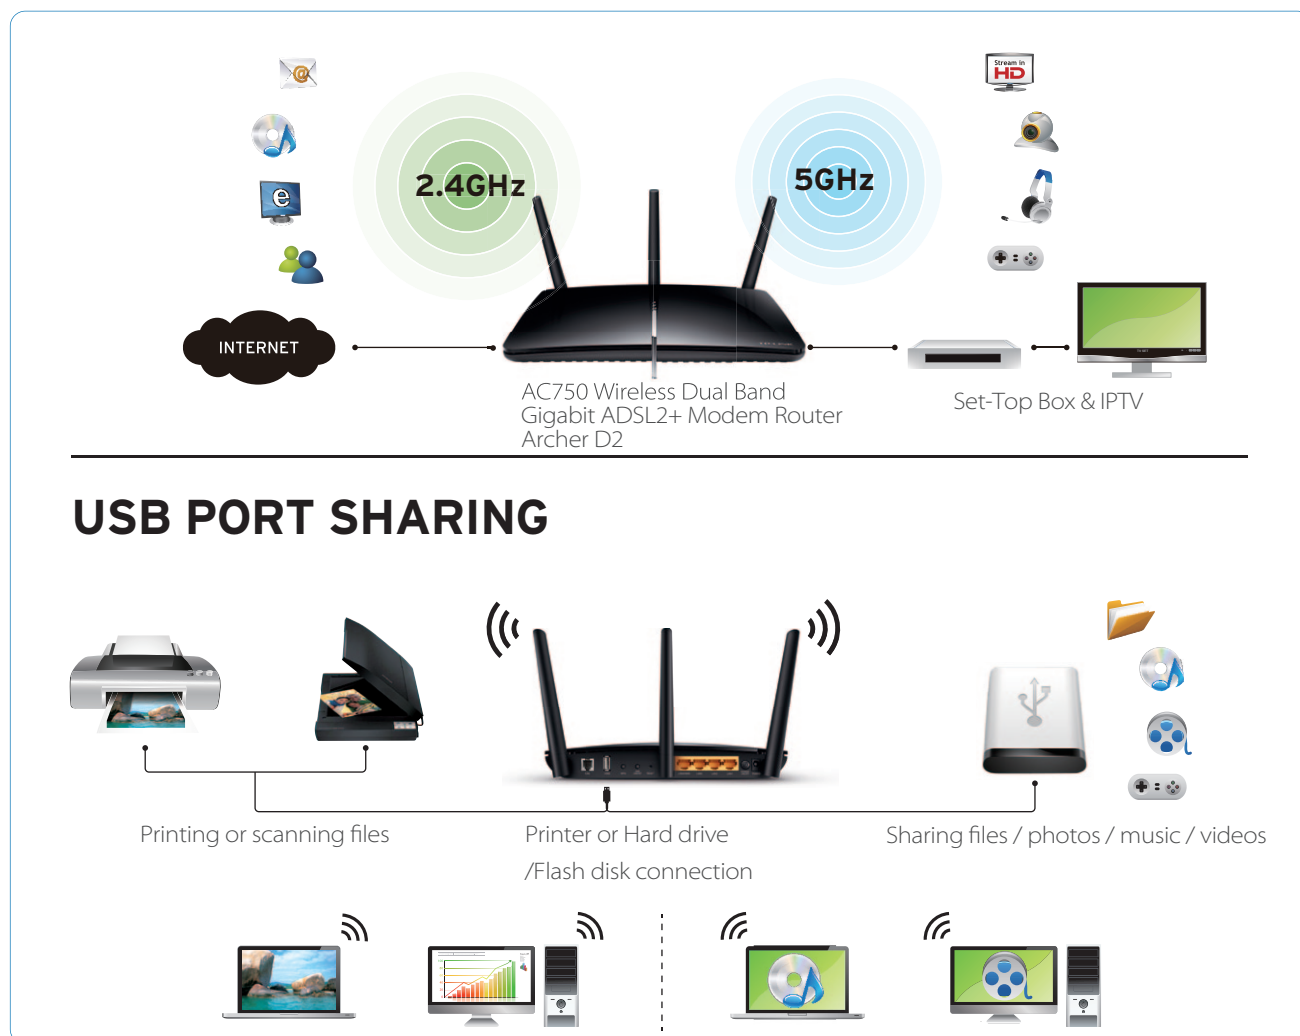 Stream in
HD
2.4GHz
5GHz
e
INTERNET
AC750 Wireless Dual Band
Gigabit ADSL2+ Modem Router
Archer D2
Set-Top Box & IPTV
USB PORT SHARING
Printing or scanning files
Printer or Hard drive
/Flash disk connection
Sharing files / photos / music / videos